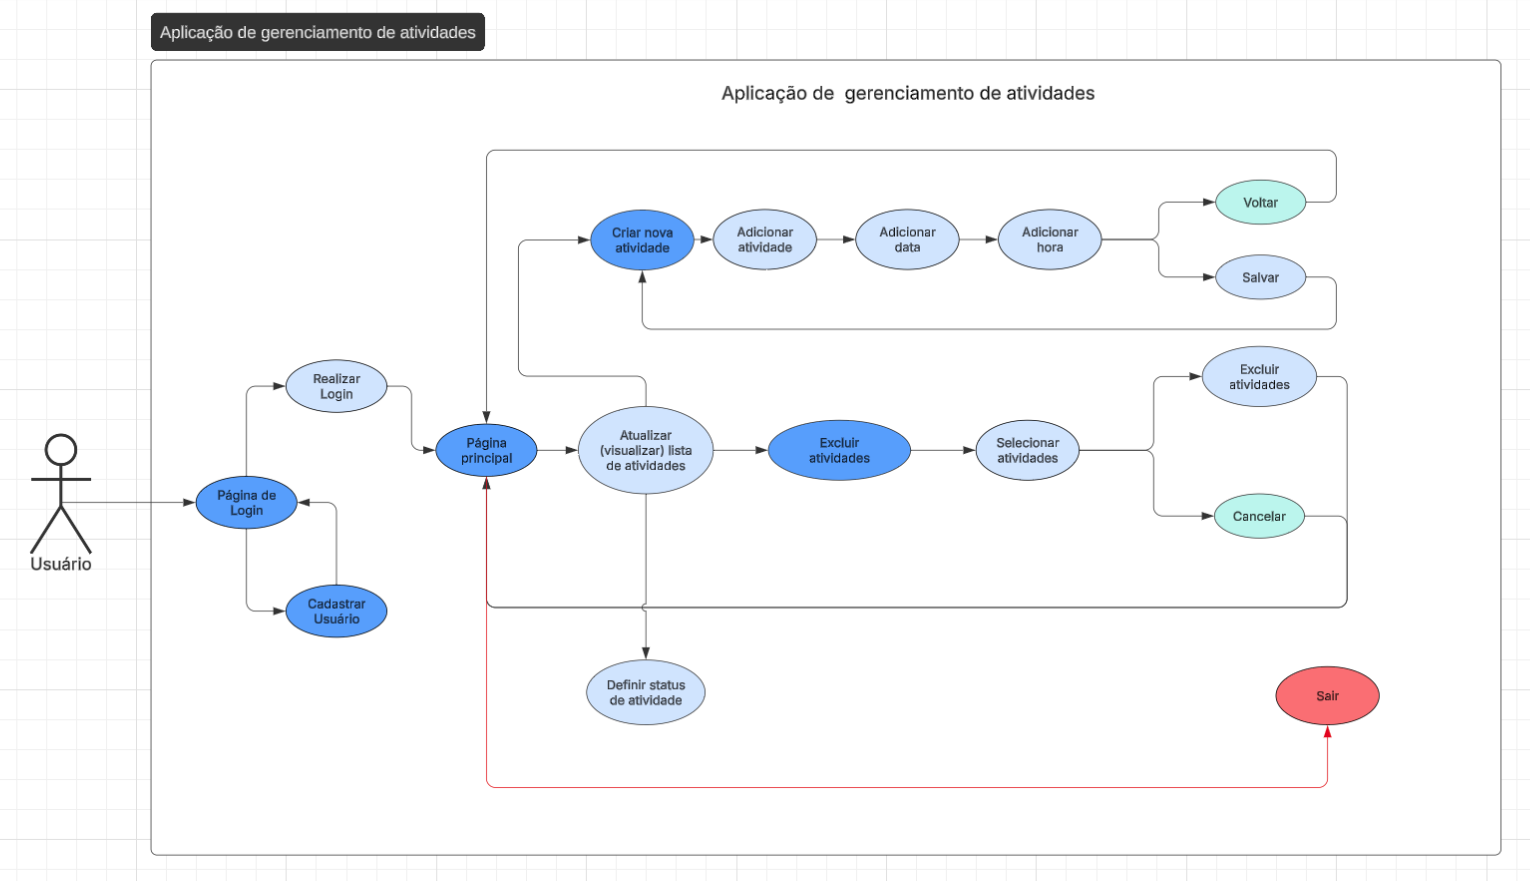 Aplicação de gerenciamento de atividades
Aplicação de  gerenciamento de atividades
Voltar
Criar nova
atividade
Adicionar
atividade
Adicionar
data
Adicionar
hora
Salvar
Realizar
Login
Excluir
atividades
Página
principal
Atualizar
(visualizar) lista
de atividades
Excluir
atividades
Selecionar
atividades
Página de
Login
Cancelar
Usuário
Cadastrar
Usuário
Definir status
de atividade
Sair